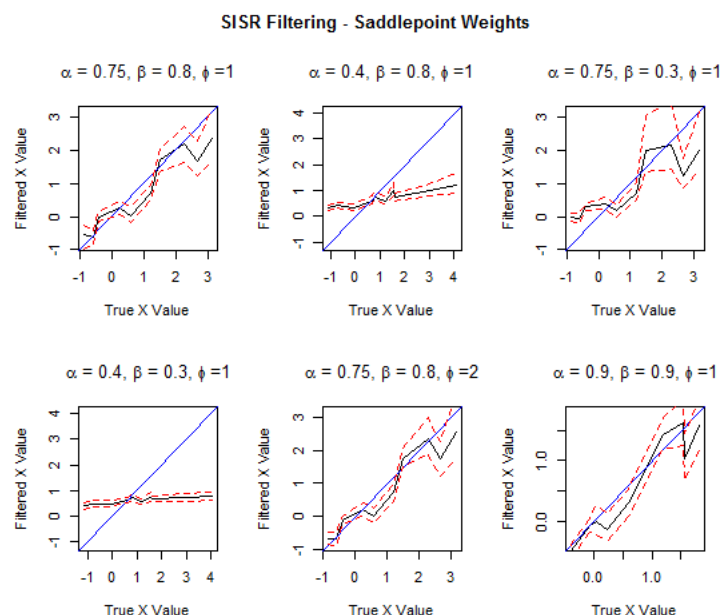 SISR Filtering - Saddlepoint Weights
α = 0.75, β = 0.8, ϕ =1
Filtered X Value
-1 0 1 2 3
-1 0 1 2 3
True X Value
α = 0.4, β = 0.8, ϕ =1
Filtered X Value
-1 0 1 2 3 4
-1 0 1 2 3 4
True X Value
α = 0.75, β = 0.3, ϕ =1
Filtered X Value
-1 0 1 2 3
-1 0 1 2 3
True X Value
α = 0.4, β = 0.3, ϕ =1
Filtered X Value
-1 0 1 2 3 4
-1 0 1 2 3 4
True X Value
α = 0.75, β = 0.8, ϕ =2
Filtered X Value
-1 0 1 2 3
-1 0 1 2 3
True X Value
α = 0.9, β = 0.9, ϕ =1
Filtered X Value
0.0 1.0
0.0 1.0
True X Value